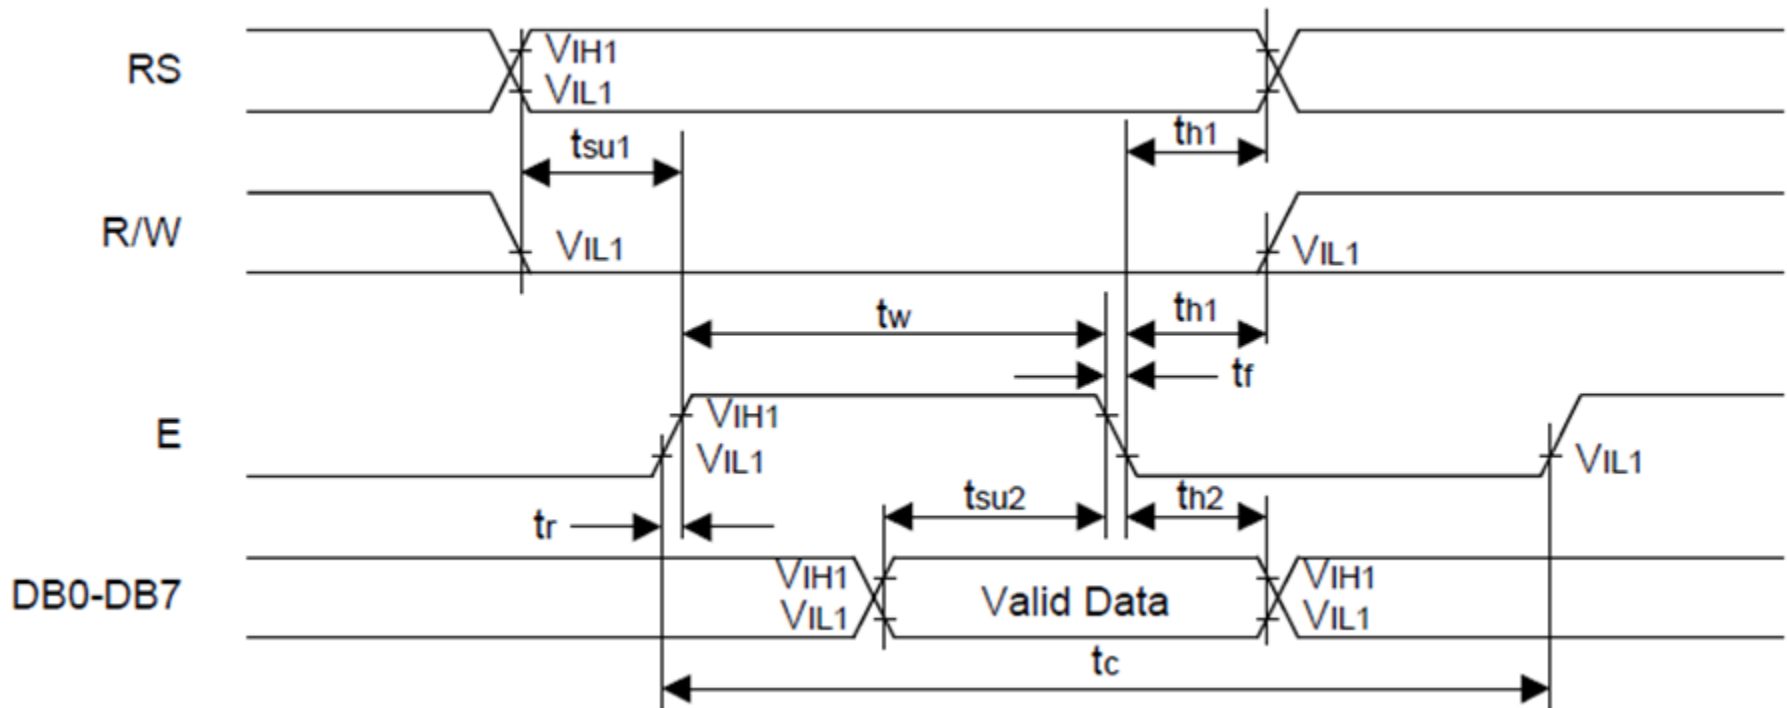 RS VIH1
VIL1
tsu1 th1
R/W VIL1 VIL1
tw th1
tf
E VIH1
VIL1 VIL1
tsu2 th2
tr
DB0-DB7 VIH1 Valid Data VIH1
VIL1 VIL1
tc